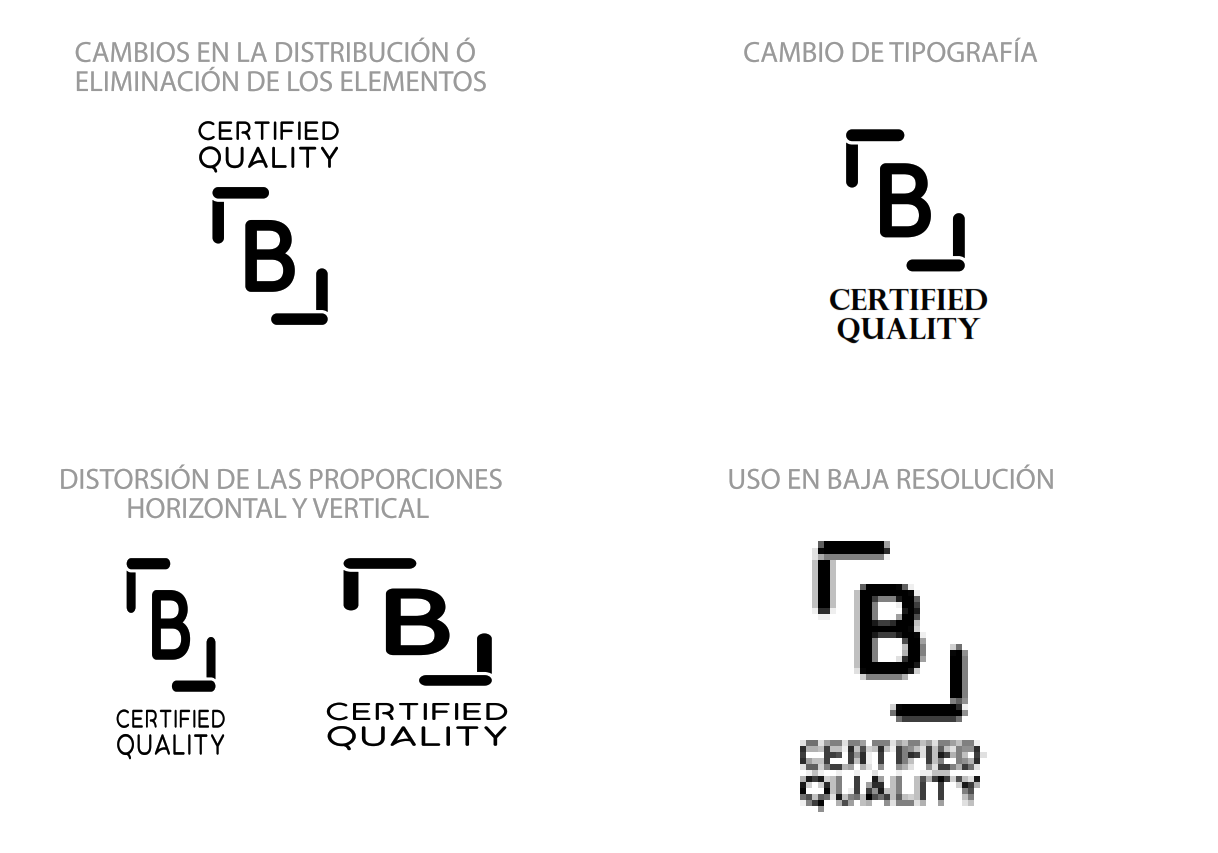 CAMBIOS EN LA DISTRIBUCIÓN Ó
ELIMINACIÓN DE LOS ELEMENTOS
CERTIFIED
QUALITY
B
CAMBIO DE TIPOGRAFÍA
B
CERTIFIED
QUALITY
DISTORSIÓN DE LAS PROPORCIONES
HORIZONTAL Y VERTICAL
B
CERTIFIED
QUALITY
B
CERTIFIED
QUALITY
USO EN BAJA RESOLUCIÓN
B
CERTIFIED
QUALITY